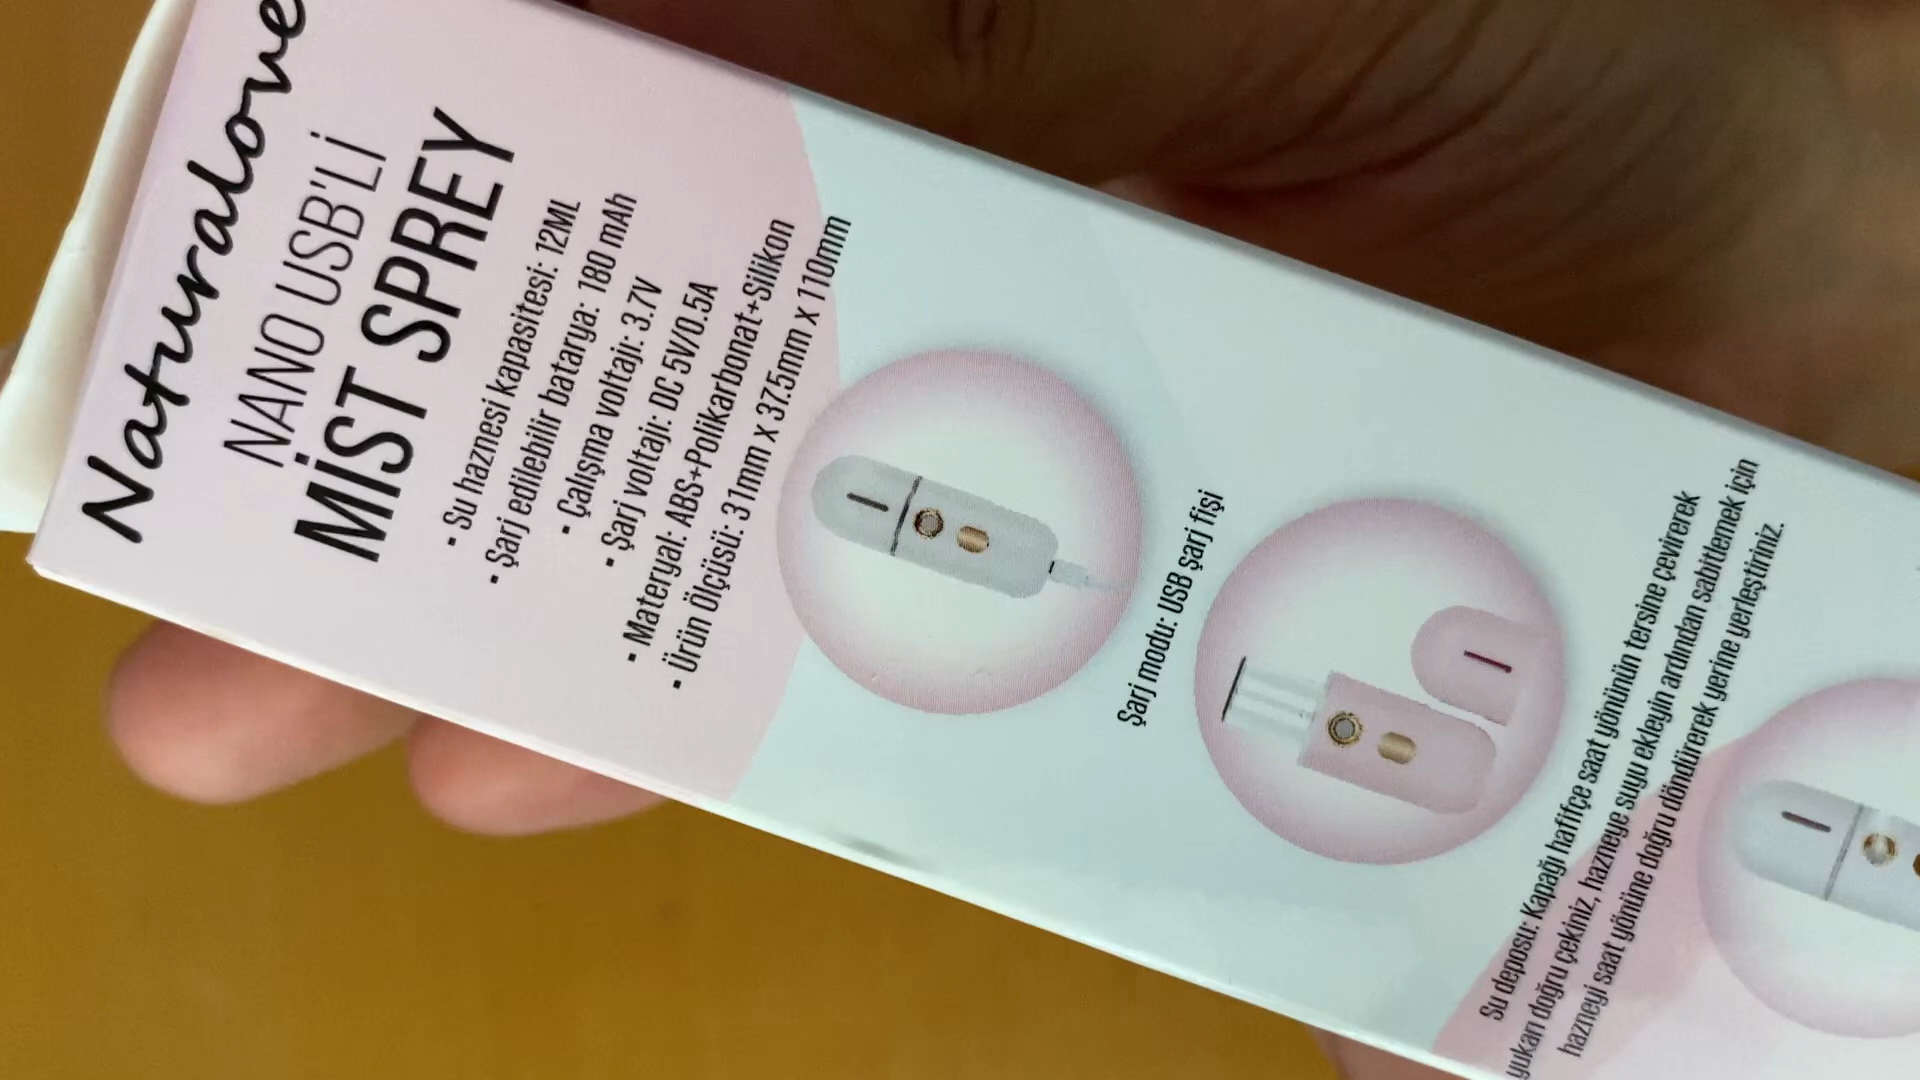 Naturalove
NANO USB'Lİ
MİST SPREY
▪ Su haznesi kapasitesi: 12ML
▪ Şarj edilebilir batarya: 180 mAh
▪ Çalışma voltajı: 3.7V
▪ Şarj voltajı: DC 5V/0.5A
▪ Materyal: ABS+Polikarbonat+Silikon
▪ Ürün Ölçüsü: 31mm x 37.5mm x 110mm
Şarj modu: USB şarj fişi
Su deposu: Kapağı hafifçe saat yönünün tersine çevirerek
yukarı doğru çekiniz, hazneye suyu ekleyin ardından sabitlemek için
hazneyi saat yönüne doğru döndürerek yerine yerleştiriniz.